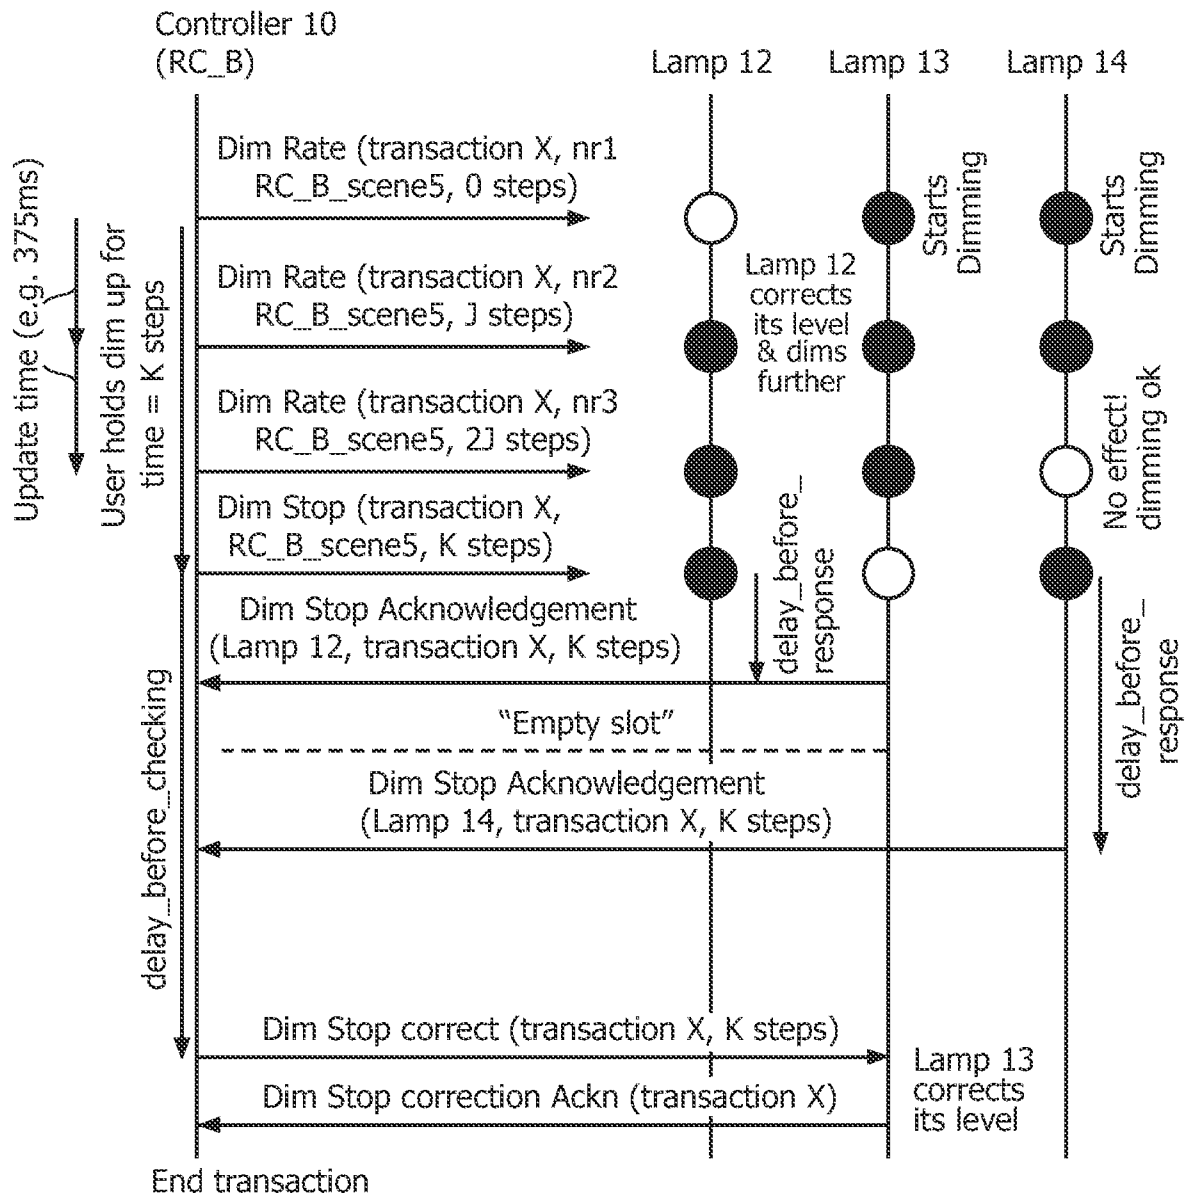 Controller 10
(RC_B)
Lamp 12
Lamp 13
Lamp 14
Dim Rate (transaction X, nr1
RC_B_scene5, 0 steps)
Starts
Dimming
Starts
Dimming
Update time (e.g. 375ms)
User holds dim up for
time = K steps
Dim Rate (transaction X, nr2
RC_B_scene5, J steps)
Lamp 12
corrects
its level
& dims
further
Dim Rate (transaction X, nr3
RC_B_scene5, 2J steps)
No effect!
dimming ok
Dim Stop (transaction X,
RC_B_scene5, K steps)
delay_before_
response
Dim Stop Acknowledgement
(Lamp 12, transaction X, K steps)
delay_before_
response
"Empty slot"
delay_before_checking
Dim Stop Acknowledgement
(Lamp 14, transaction X, K steps)
Dim Stop correct (transaction X, K steps)
Lamp 13
corrects
its level
Dim Stop correction Ackn (transaction X)
End transaction